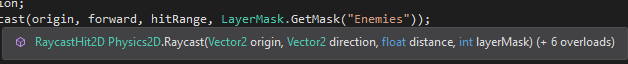 ion;
cast(origin, forward, hitRange, LayerMask.GetMask("Enemies"));
RaycastHit2D Physics2D.Raycast(Vector2 origin, Vector2 direction, float distance, int layerMask) (+ 6 overloads)